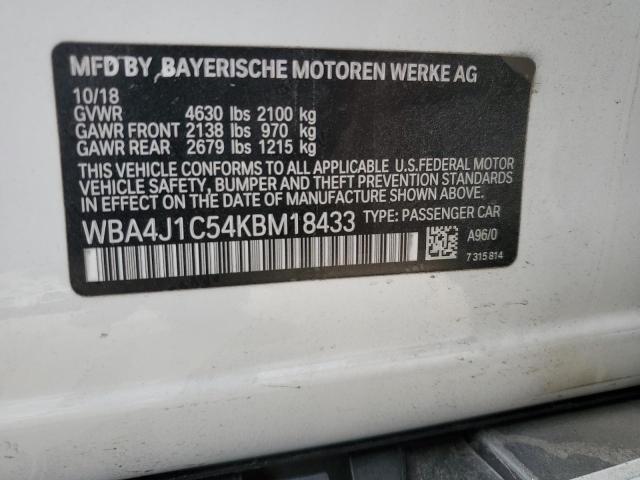 MFD BY, BAYERISCHE MOTOREN WERKE AG
10/18
GVWR 4630 lbs 2100 kg
GAWR FRONT 2138 lbs 970 kg
GAWR REAR 2679 lbs 1215 kg
THIS VEHICLE CONFORMS TO ALL APPLICABLE U.S.FEDERAL MOTOR
VEHICLE SAFETY, BUMPER AND THEFT PREVENTION STANDARDS
IN EFFECT ON THE DATE OF MANUFACTURE SHOWN ABOVE.
WBA4J1C54KBM18433 TYPE: PASSENGER CAR
A96/0
7 315 814